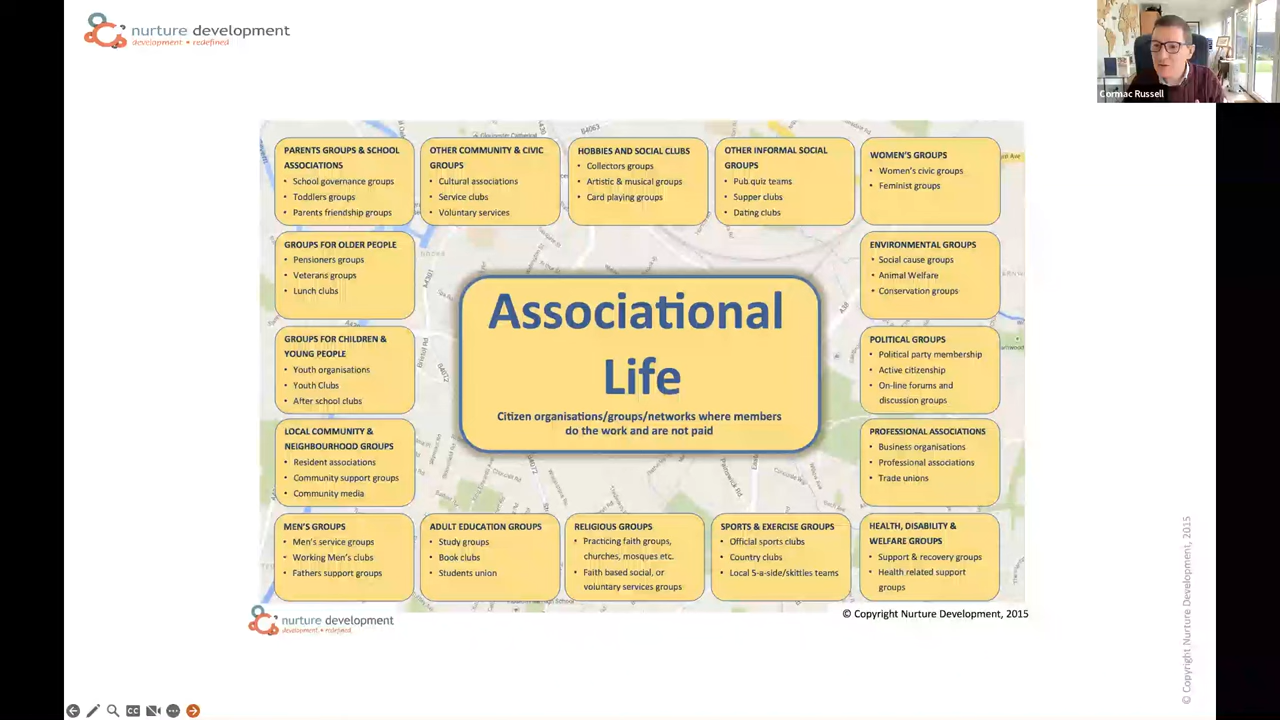 nurture development
development • redefined
Cormac Russell
PARENTS GROUPS & SCHOOL
ASSOCIATIONS
• School governance groups
• Toddlers groups
• Parents friendship groups
OTHER COMMUNITY & CIVIC
GROUPS
• Cultural associations
• Service clubs
• Voluntary services
HOBBIES AND SOCIAL CLUBS
• Collectors groups
• Artistic & musical groups
• Card playing groups
OTHER INFORMAL SOCIAL
GROUPS
• Pub quiz teams
• Supper clubs
• Dating clubs
WOMEN'S GROUPS
• Women's civic groups
• Feminist groups
GROUPS FOR OLDER PEOPLE
• Pensioners groups
• Veterans groups
• Lunch clubs
ENVIRONMENTAL GROUPS
• Social cause groups
• Animal Welfare
• Conservation groups
Associational
Life
Citizen organisations/groups/networks where members
do the work and are not paid
GROUPS FOR CHILDREN &
YOUNG PEOPLE
• Youth organisations
• Youth Clubs
• After school clubs
POLITICAL GROUPS
• Political party membership
• Active citizenship
• On-line forums and
discussion groups
LOCAL COMMUNITY &
NEIGHBOURHOOD GROUPS
• Resident associations
• Community support groups
• Community media
PROFESSIONAL ASSOCIATIONS
• Business organisations
• Professional associations
• Trade unions
MEN'S GROUPS
• Men's service groups
• Working Men's clubs
• Fathers support groups
ADULT EDUCATION GROUPS
• Study groups
• Book clubs
• Students union
RELIGIOUS GROUPS
• Practicing faith groups,
churches, mosques etc.
• Faith based social, or
voluntary services groups
SPORTS & EXERCISE GROUPS
• Official sports clubs
• Country clubs
• Local 5-a-side/skittles teams
HEALTH, DISABILITY &
WELFARE GROUPS
• Support & recovery groups
• Health related support
groups
B4063
A38
Bristol Rd
B4072
nurture development
development • redefined
© Copyright Nurture Development, 2015
© Copyright Nurture Development, 2015
CC